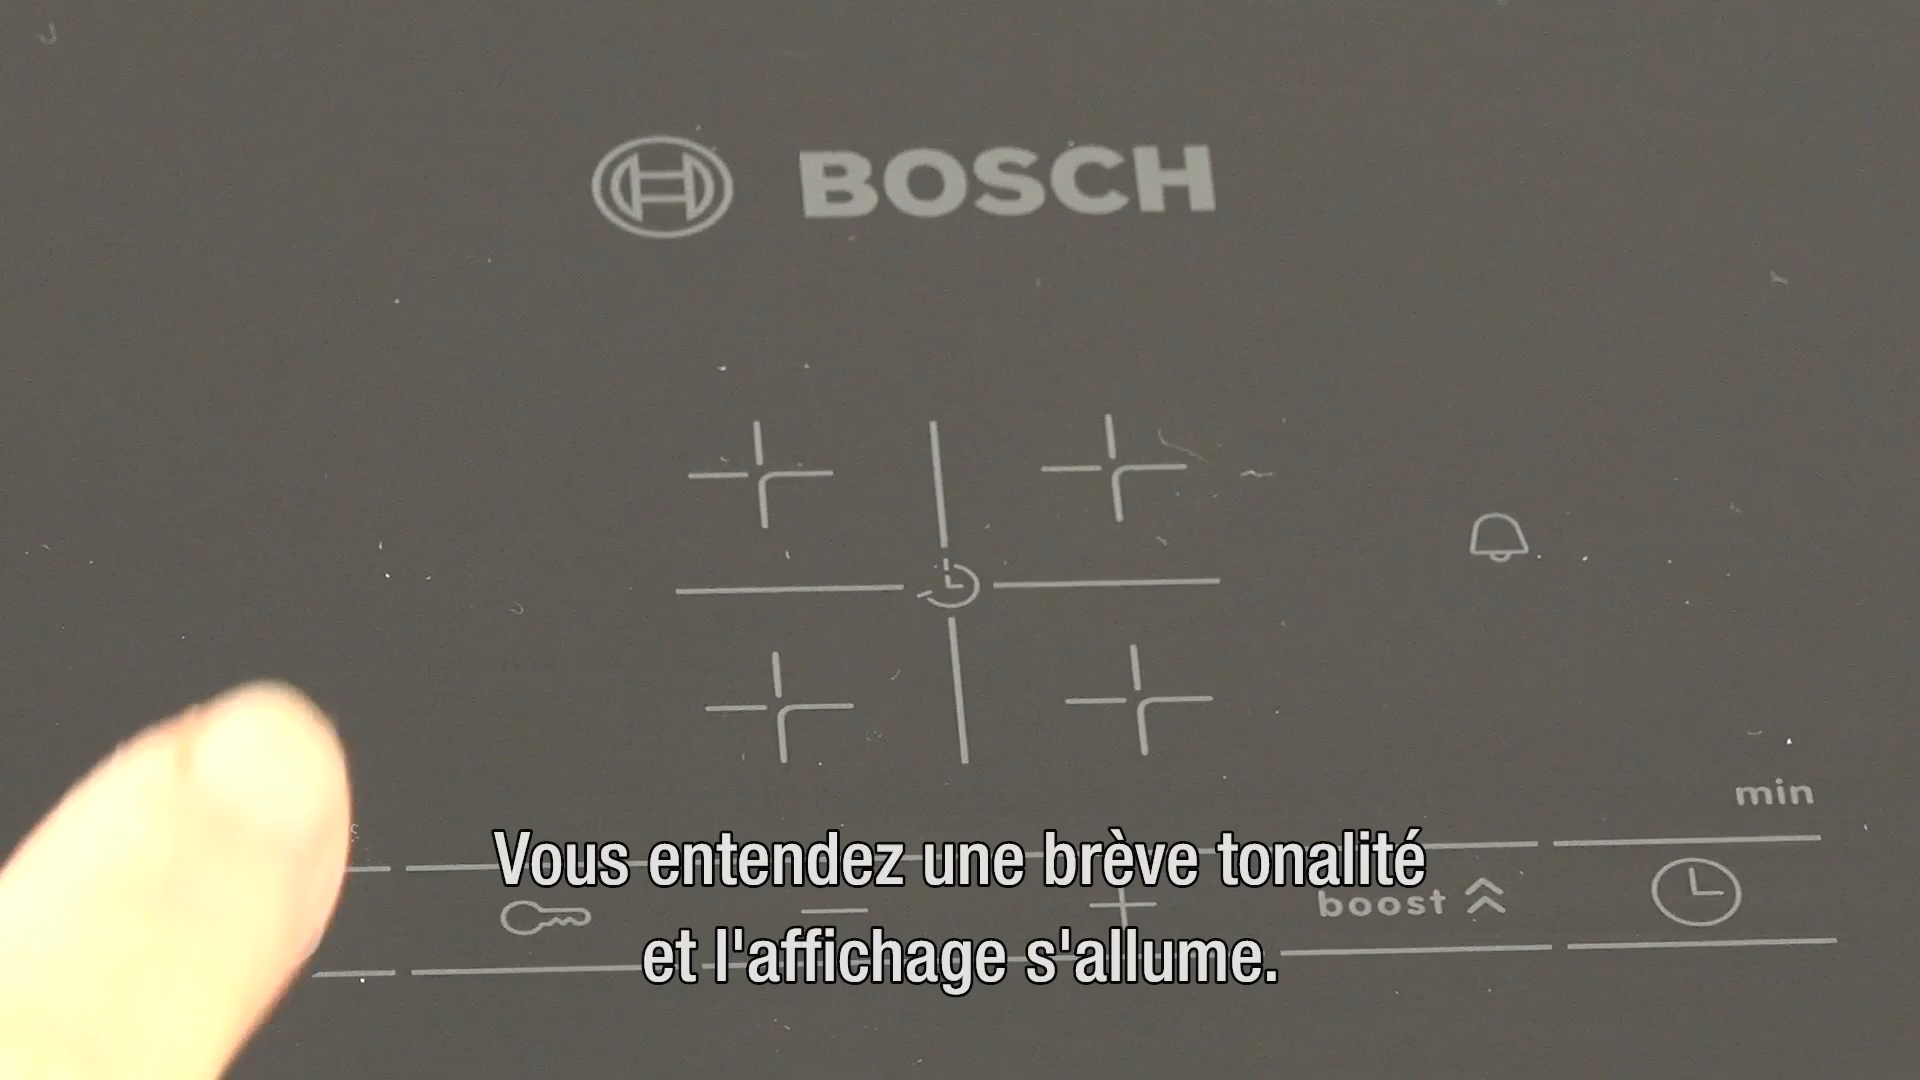 BOSCH
min
Vous entendez une brève tonalité
boost
et l'affichage s'allume.